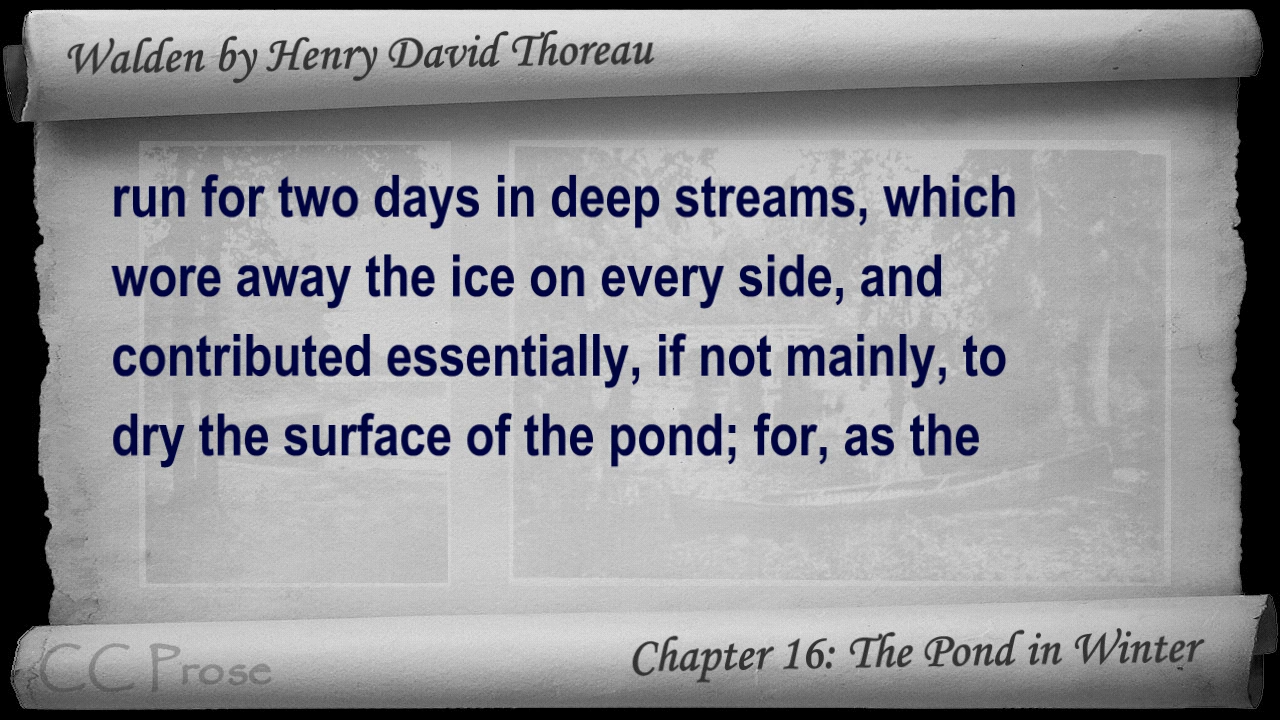 Walden by Henry David Thoreau
run for two days in deep streams, which
wore away the ice on every side, and
contributed essentially, if not mainly, to
dry the surface of the pond; for, as the
Chapter 16: The Pond in Winter
CC Prose